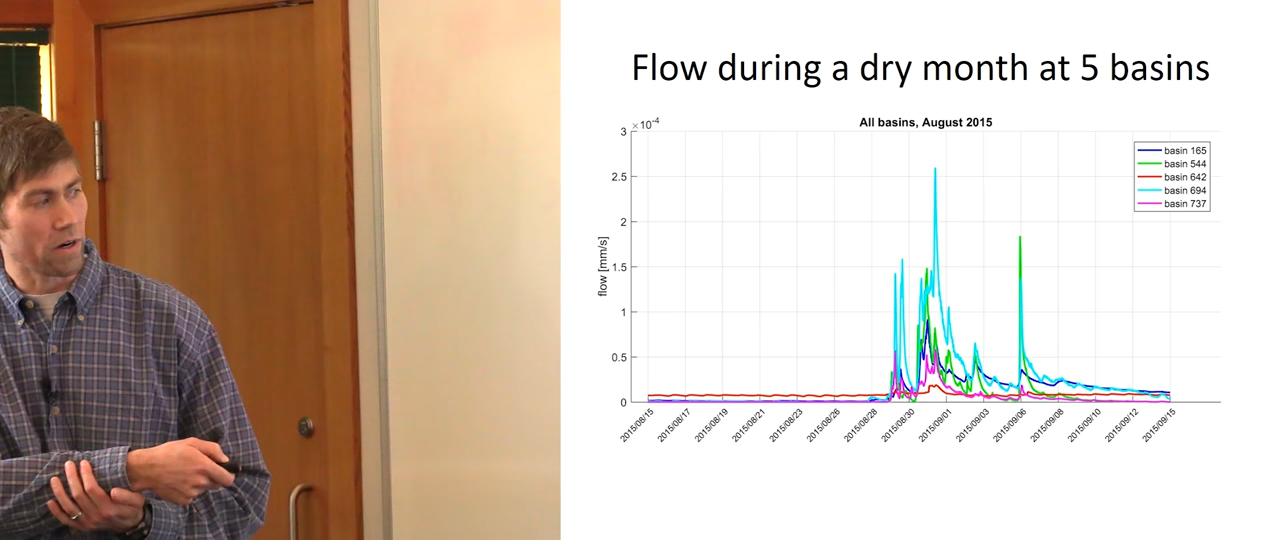 Flow during a dry month at 5 basins
All basins, August 2015
×10-4
3
2.5
2
1.5
1
0.5
0
flow [mm/s]
basin 165
basin 544
basin 642
basin 694
basin 737
2015/08/15
2015/08/17
2015/08/19
2015/08/21
2015/08/23
2015/08/26
2015/08/28
2015/08/30
2015/09/01
2015/09/03
2015/09/06
2015/09/08
2015/09/10
2015/09/12
2015/09/15